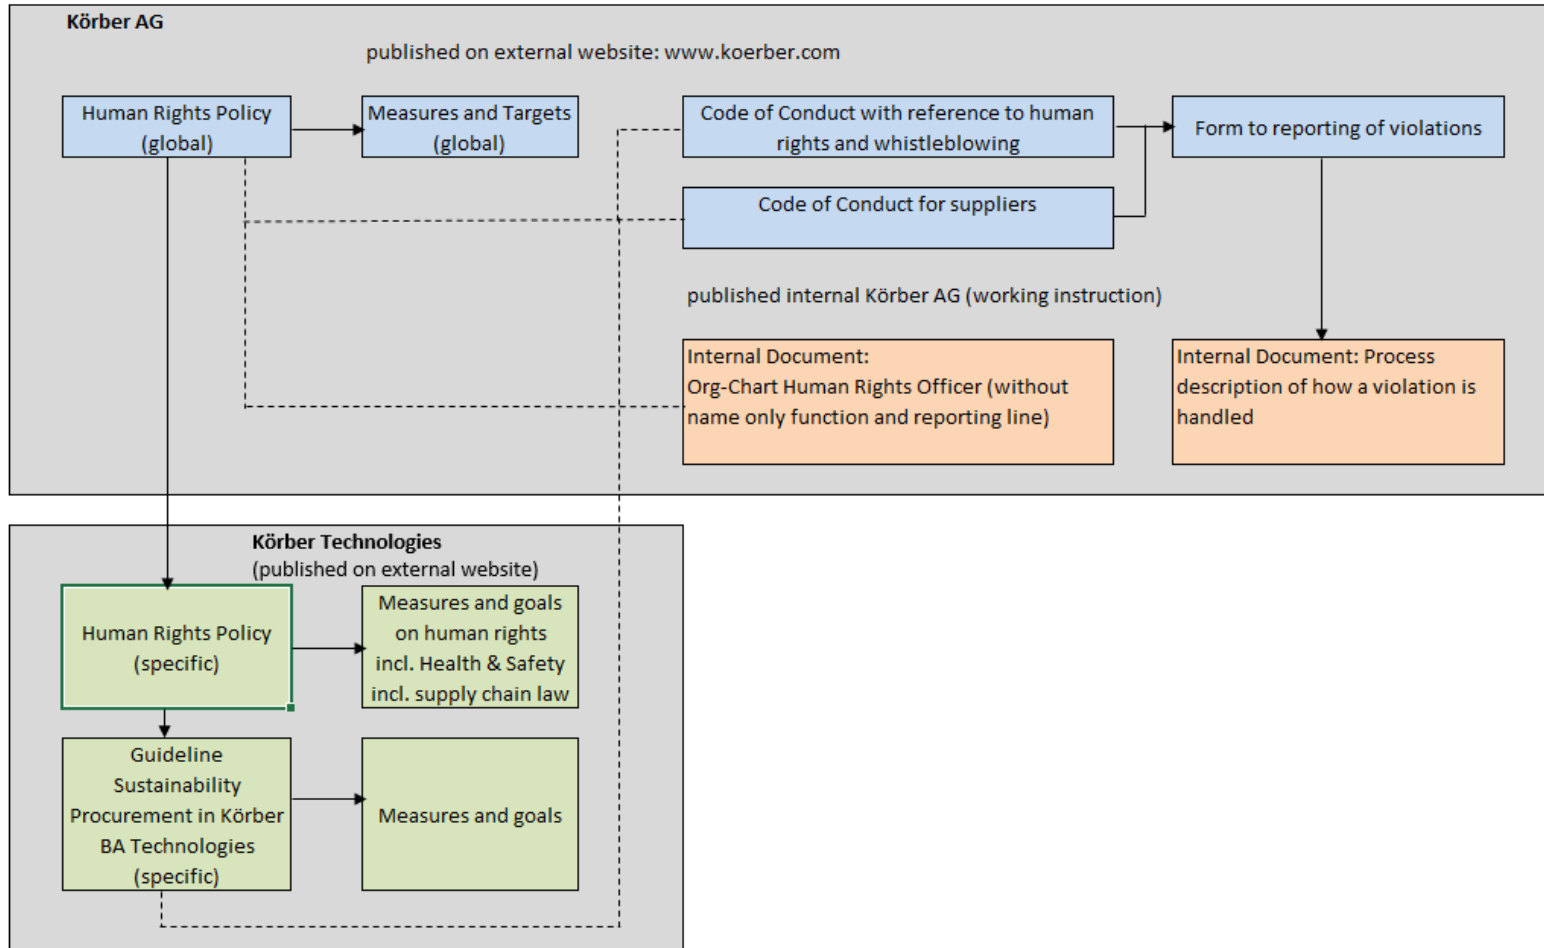 Körber AG
published on external website: www.koerber.com
Human Rights Policy
(global)
Measures and Targets
(global)
Code of Conduct with reference to human
rights and whistleblowing
Form to reporting of violations
Code of Conduct for suppliers
published internal Körber AG (working instruction)
Internal Document:
Org-Chart Human Rights Officer (without
name only function and reporting line)
Internal Document: Process
description of how a violation is
handled
Körber Technologies
(published on external website)
Human Rights Policy
(specific)
Measures and goals
on human rights
incl. Health & Safety
incl. supply chain law
Guideline
Sustainability
Procurement in Körber
BA Technologies
(specific)
Measures and goals